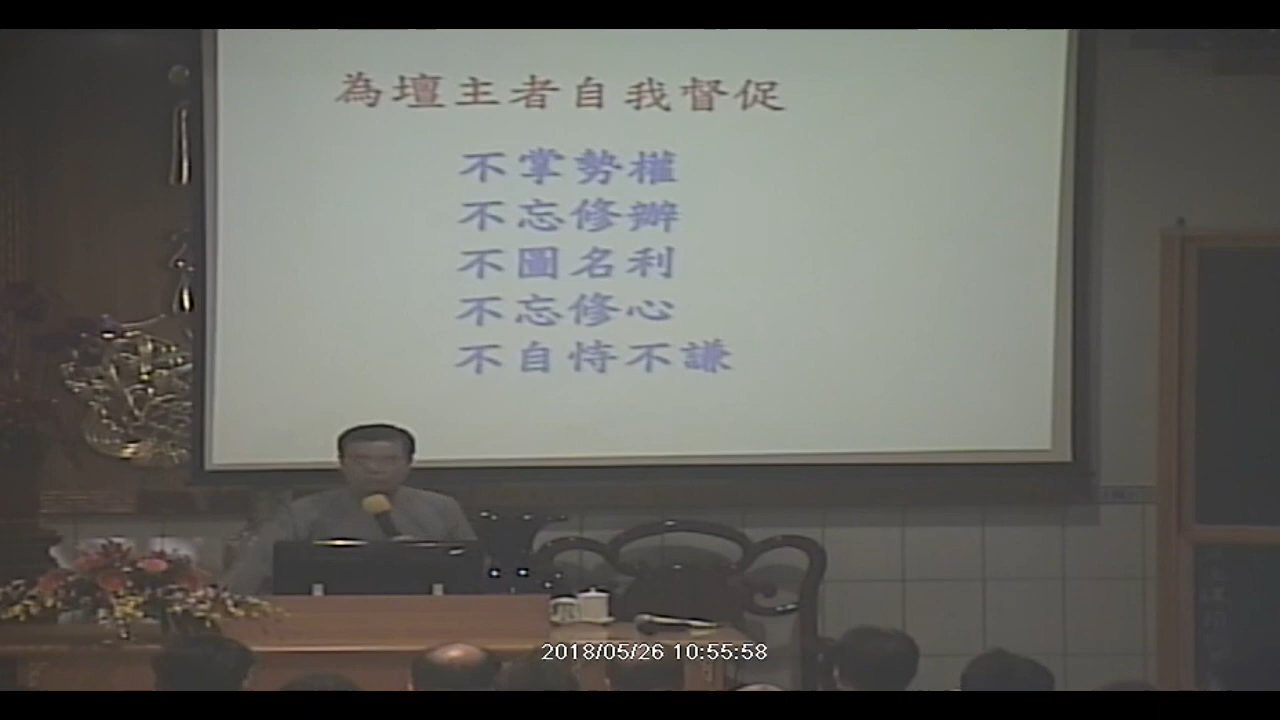 為壇主者自我督促
不掌勢權
不忘修辦
不圖名利
不忘修心
不自恃不謙
2018/05/26 10:55:58